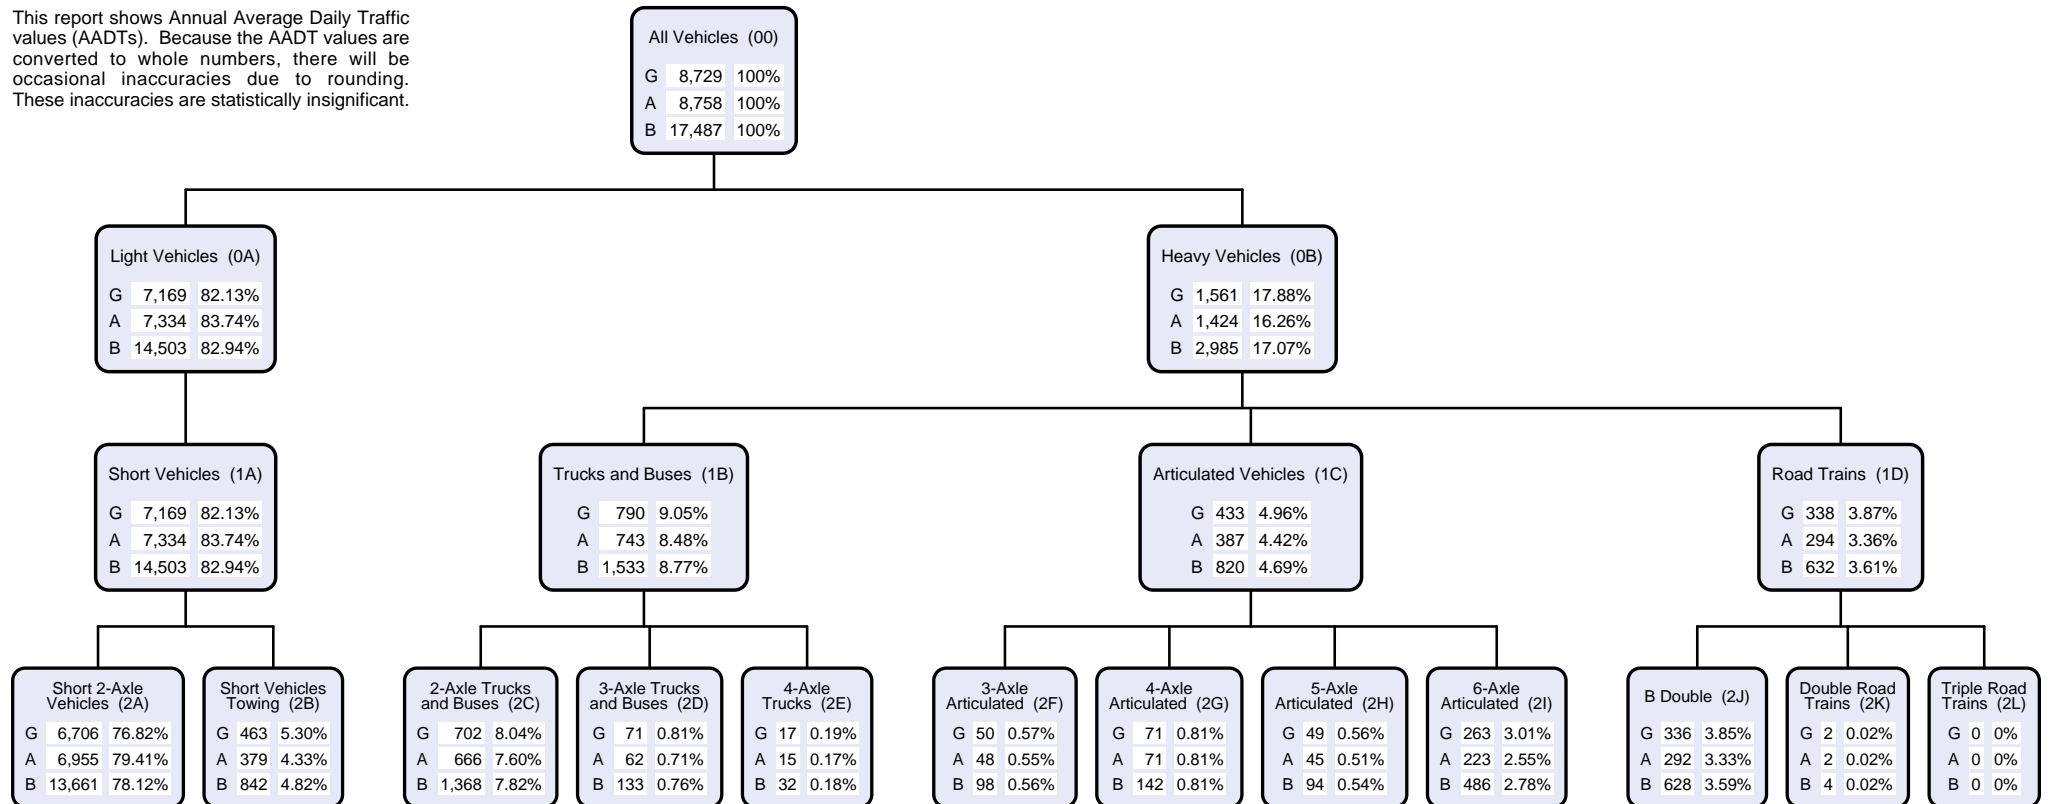 This report shows Annual Average Daily Traffic
values (AADTs). Because the AADT values are
converted to whole numbers, there will be
occasional inaccuracies due to rounding.
These inaccuracies are statistically insignificant.
All Vehicles (00)
G 8,729 100%
A 8,758 100%
B 17,487 100%
Light Vehicles (0A)
G 7,169 82.13%
A 7,334 83.74%
B 14,503 82.94%
Heavy Vehicles (0B)
G 1,561 17.88%
A 1,424 16.26%
B 2,985 17.07%
Short Vehicles (1A)
G 7,169 82.13%
A 7,334 83.74%
B 14,503 82.94%
Trucks and Buses (1B)
G 790 9.05%
A 743 8.48%
B 1,533 8.77%
Articulated Vehicles (1C)
G 433 4.96%
A 387 4.42%
B 820 4.69%
Road Trains (1D)
G 338 3.87%
A 294 3.36%
B 632 3.61%
Short 2-Axle
Vehicles (2A)
G 6,706 76.82%
A 6,955 79.41%
B 13,661 78.12%
Short Vehicles
Towing (2B)
G 463 5.30%
A 379 4.33%
B 842 4.82%
2-Axle Trucks
and Buses (2C)
G 702 8.04%
A 666 7.60%
B 1,368 7.82%
3-Axle Trucks
and Buses (2D)
G 71 0.81%
A 62 0.71%
B 133 0.76%
4-Axle
Trucks (2E)
G 17 0.19%
A 15 0.17%
B 32 0.18%
3-Axle
Articulated (2F)
G 50 0.57%
A 48 0.55%
B 98 0.56%
4-Axle
Articulated (2G)
G 71 0.81%
A 71 0.81%
B 142 0.81%
5-Axle
Articulated (2H)
G 49 0.56%
A 45 0.51%
B 94 0.54%
6-Axle
Articulated (2I)
G 263 3.01%
A 223 2.55%
B 486 2.78%
B Double (2J)
G 336 3.85%
A 292 3.33%
B 628 3.59%
Double Road
Trains (2K)
G 2 0.02%
A 2 0.02%
B 4 0.02%
Triple Road
Trains (2L)
G 0 0%
A 0 0%
B 0 0%